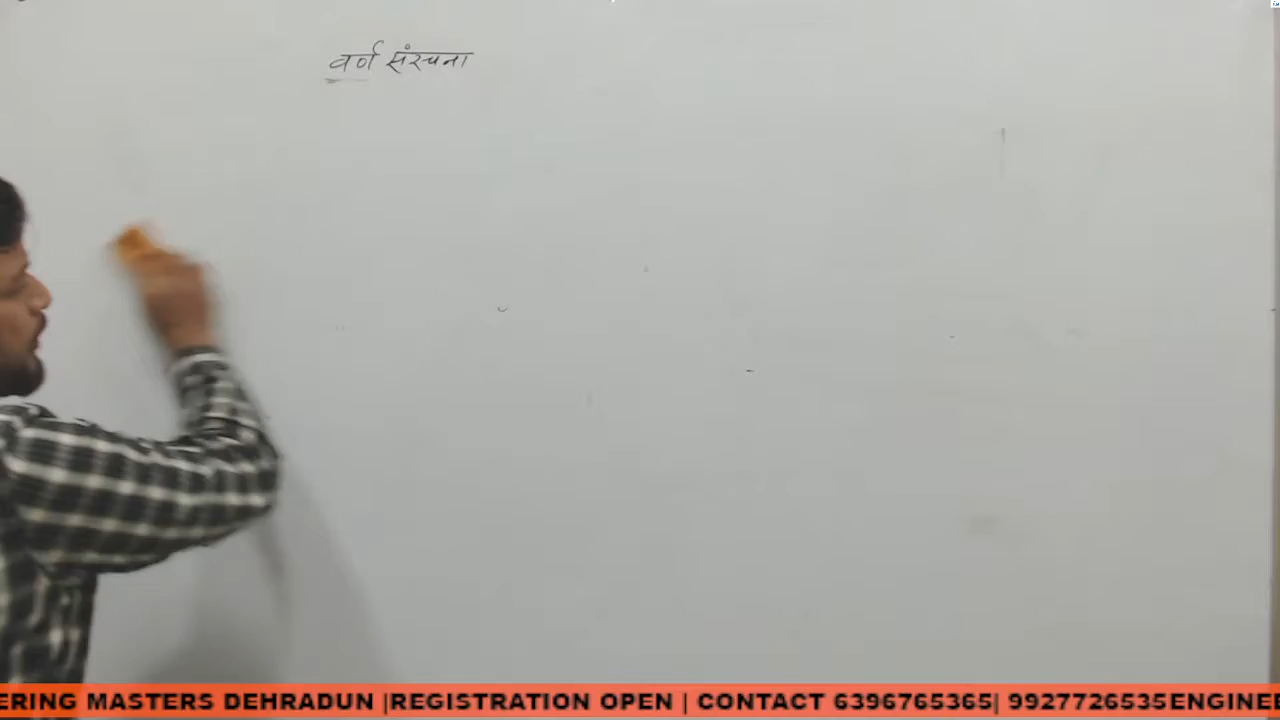 वर्ण संरचना
ERING MASTERS DEHRADUN |REGISTRATION OPEN | CONTACT 6396765365| 9927726535ENGINEE